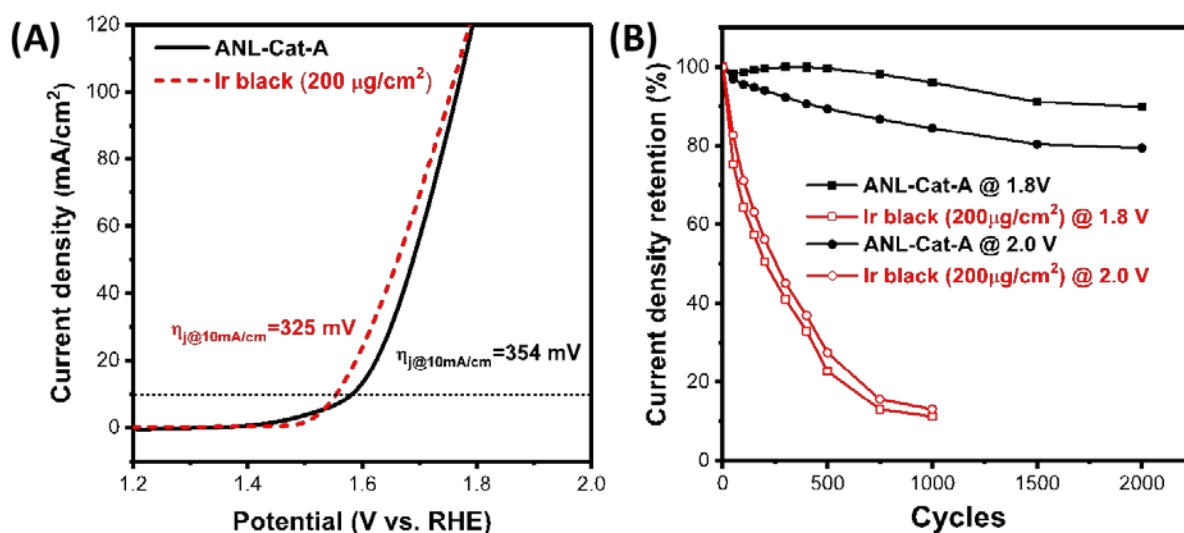 (A)
ANL-Cat-A
Ir black (200 μg/cm²)
ηj@10mA/cm=325 mV
ηj@10mA/cm=354 mV
Current density (mA/cm²)
120
100
80
60
40
20
0
1.2
1.4
1.6
1.8
2.0
Potential (V vs. RHE)
(B)
ANL-Cat-A @ 1.8V
Ir black (200μg/cm²) @ 1.8 V
ANL-Cat-A @ 2.0 V
Ir black (200μg/cm²) @ 2.0 V
Current density retention (%)
100
80
60
40
20
0
0
500
1000
1500
2000
Cycles